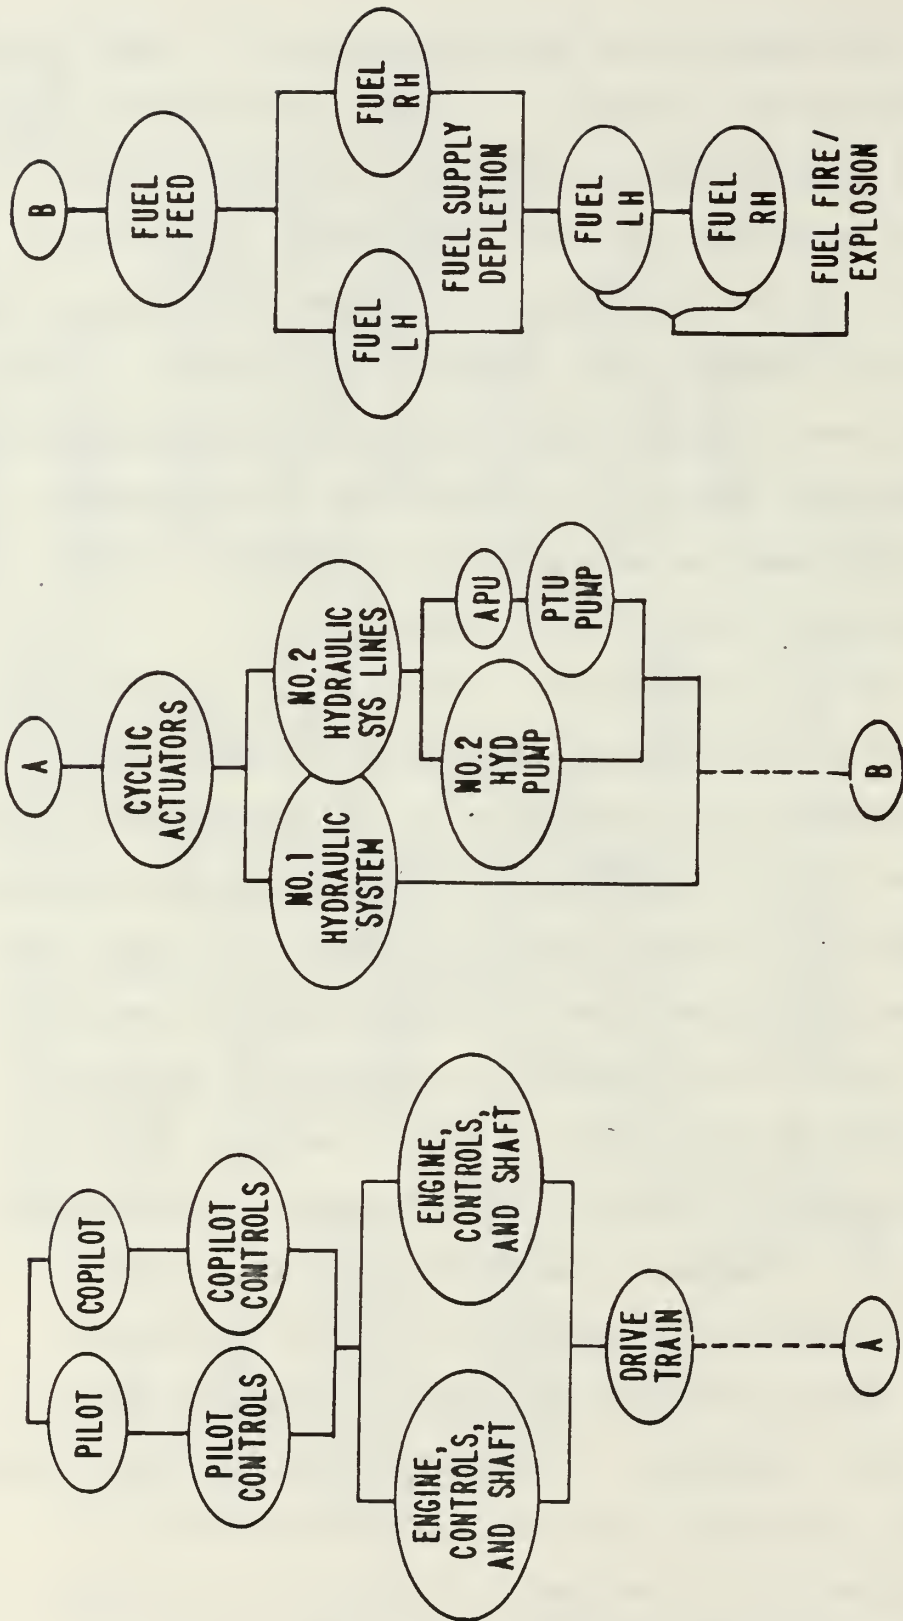 PILOT
COPILOT
PILOT
CONTROLS
COPILOT
CONTROLS
ENGINE,
CONTROLS,
AND SHAFT
ENGINE,
CONTROLS,
AND SHAFT
DRIVE
TRAIN
A
A
CYCLIC
ACTUATORS
NO.1
HYDRAULIC
SYSTEM
NO.2
HYDRAULIC
SYS LINES
NO.2
HYD
PUMP
APU
PTU
PUMP
B
B
FUEL
FEED
FUEL
LH
FUEL
RH
FUEL SUPPLY
DEPLETION
FUEL
LH
FUEL
RH
FUEL FIRE/
EXPLOSION